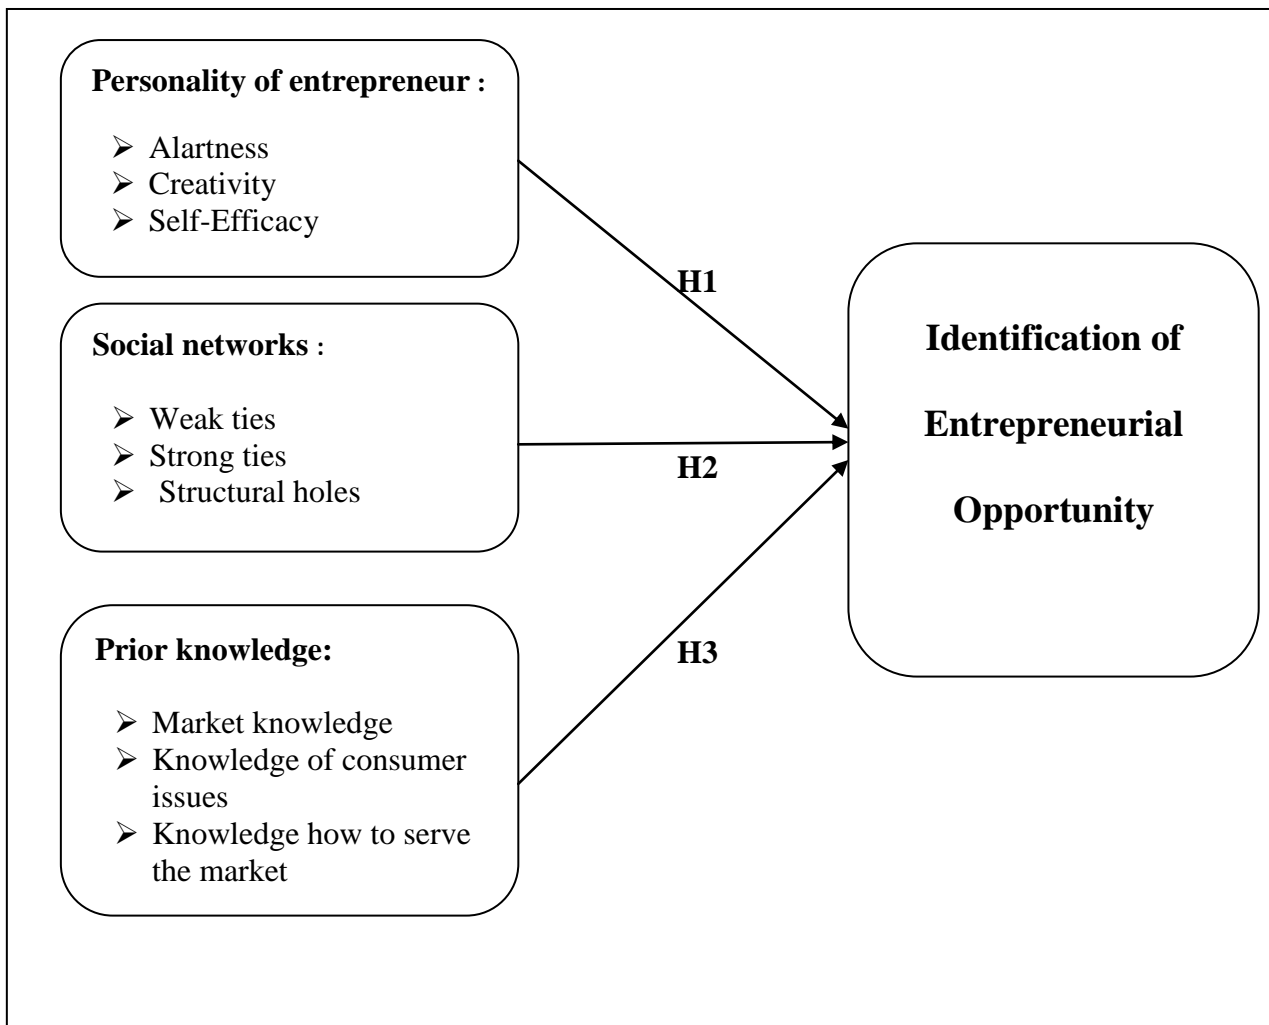 Personality of entrepreneur :
➢ Alartness
➢ Creativity
➢ Self-Efficacy
H1
Social networks :
➢ Weak ties
➢ Strong ties
➢ Structural holes
H2
Prior knowledge:
➢ Market knowledge
➢ Knowledge of consumer
issues
➢ Knowledge how to serve
the market
H3
Identification of
Entrepreneurial
Opportunity